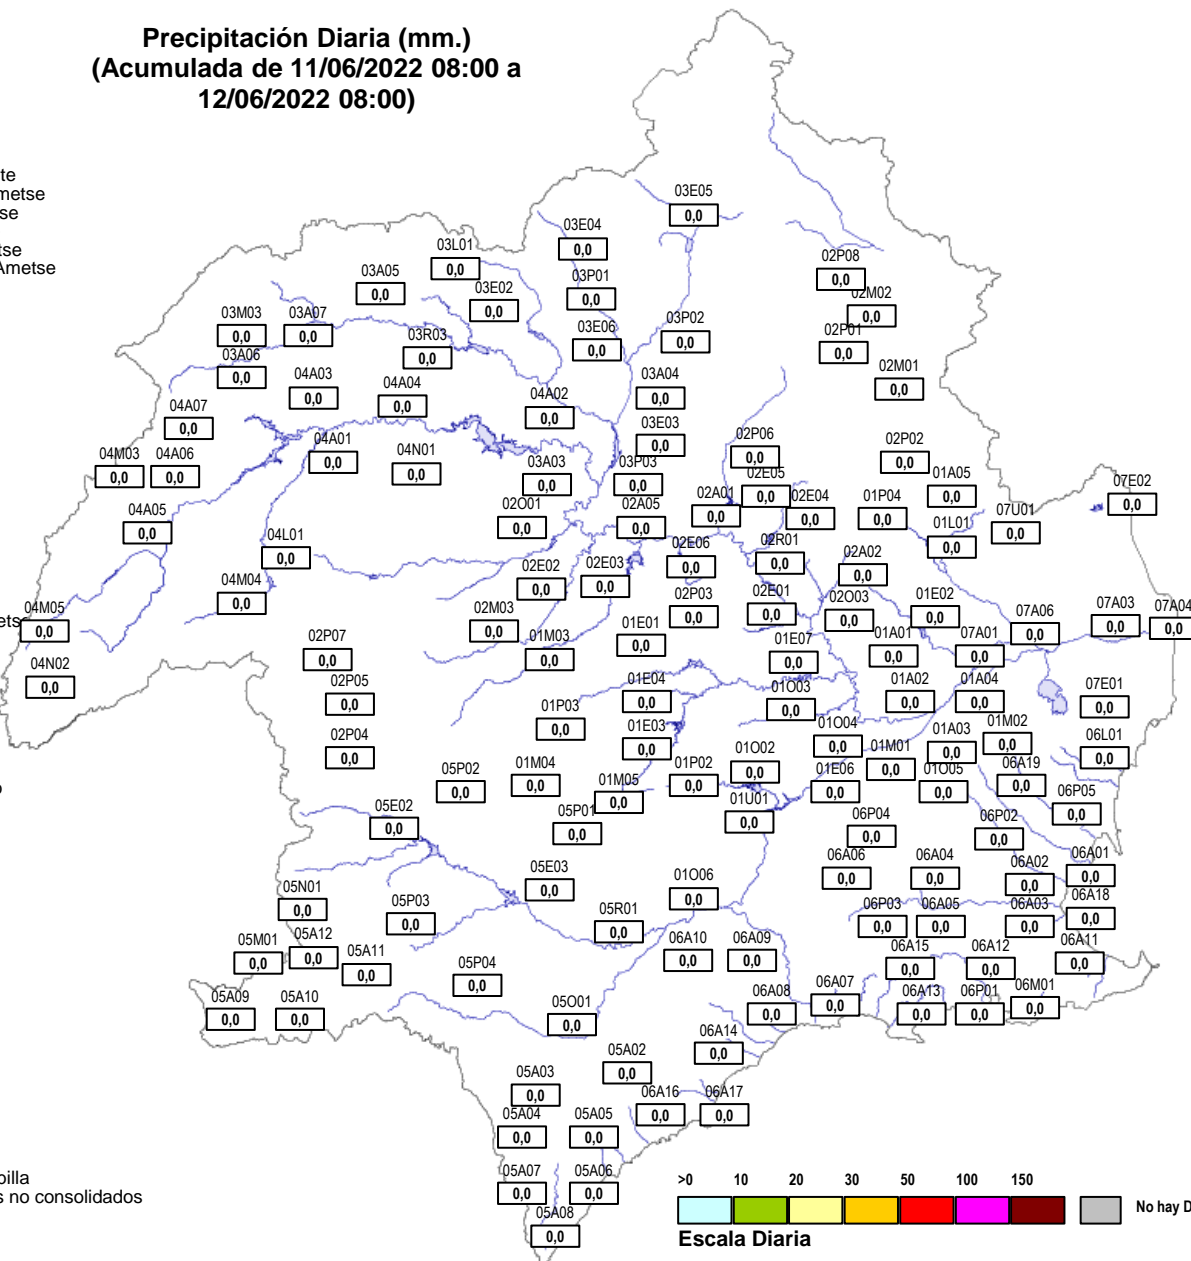 Precipitación Diaria (mm.)
(Acumulada de 11/06/2022 08:00 a
12/06/2022 08:00)
te
metse
se
tse
Ametse
03E05
0,0
03E04
0,0
03L01
0,0
02P08
0,0
03A05
0,0
03P01
0,0
03E02
0,0
02M02
0,0
03M03
0,0
03A07
0,0
03P02
0,0
03E06
0,0
02P01
0,0
03R03
0,0
03A06
0,0
02M01
0,0
04A03
0,0
04A04
0,0
03A04
0,0
04A02
0,0
04A07
0,0
03E03
0,0
04A01
0,0
02P06
0,0
02P02
0,0
04M03
0,0
04A06
0,0
04N01
0,0
03A03
0,0
03P03
0,0
02E05
0,0
01A05
0,0
07E02
0,0
02A01
0,0
02E04
0,0
01P04
0,0
04A05
0,0
02O01
0,0
02A05
0,0
07U01
0,0
01L01
0,0
04L01
0,0
02E06
0,0
02R01
0,0
02A02
0,0
02E02
0,0
02E03
0,0
04M04
0,0
02P03
0,0
02E01
0,0
02O03
0,0
01E02
0,0
04M05
0,0
ets
02M03
0,0
07A06
0,0
07A03
0,0
07A04
0,0
02P07
0,0
01M03
0,0
01E01
0,0
01E07
0,0
01A01
0,0
07A01
0,0
04N02
0,0
02P05
0,0
01E04
0,0
01O03
0,0
01A02
0,0
01A04
0,0
07E01
0,0
01P03
0,0
02P04
0,0
01E03
0,0
01O04
0,0
01A03
0,0
01M02
0,0
06L01
0,0
05P02
0,0
01M04
0,0
01M05
0,0
01P02
0,0
01O02
0,0
01E06
0,0
01M01
0,0
01O05
0,0
06A19
0,0
06P05
0,0
05E02
0,0
05P01
0,0
01U01
0,0
06P04
0,0
06P02
0,0
05E03
0,0
01O06
0,0
06A06
0,0
06A04
0,0
06A02
0,0
06A01
0,0
05N01
0,0
05P03
0,0
05R01
0,0
06P03
0,0
06A05
0,0
06A03
0,0
06A18
0,0
05M01
0,0
05A12
0,0
05A11
0,0
05P04
0,0
06A10
0,0
06A09
0,0
06A15
0,0
06A12
0,0
06A11
0,0
05A09
0,0
05A10
0,0
05O01
0,0
06A08
0,0
06A07
0,0
06A13
0,0
06P01
0,0
06M01
0,0
06A14
0,0
05A02
0,0
05A03
0,0
06A16
0,0
06A17
0,0
05A04
0,0
05A05
0,0
05A07
0,0
05A06
0,0
05A08
0,0
pilla
s no consolidados
>0 10 20 30 50 100 150
No hay D
Escala Diaria